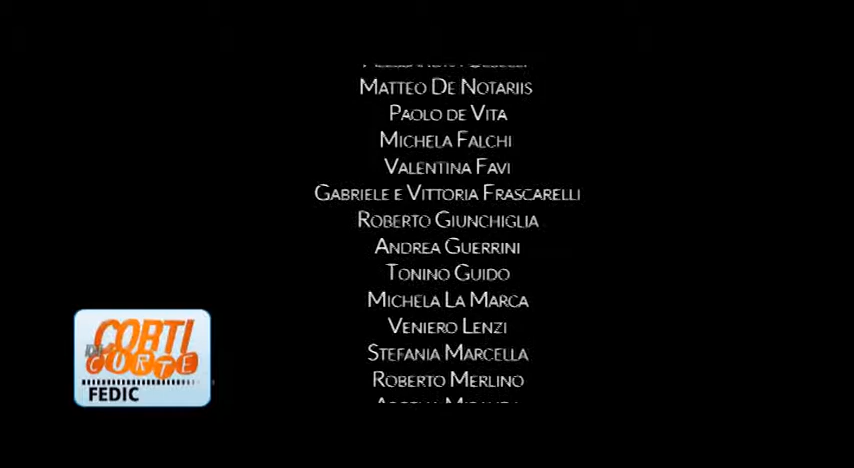 MATTEO DE NOTARIIS
PAOLO DE VITA
MICHELA FALCHI
VALENTINA FAVI
GABRIELE E VITTORIA FRASCARELLI
ROBERTO GIUNCHIGLIA
ANDREA GUERRINI
TONINO GUIDO
MICHELA LA MARCA
VENIERO LENZI
STEFANIA MARCELLA
ROBERTO MERLINO
CORTI
DI
CORTE
FEDIC